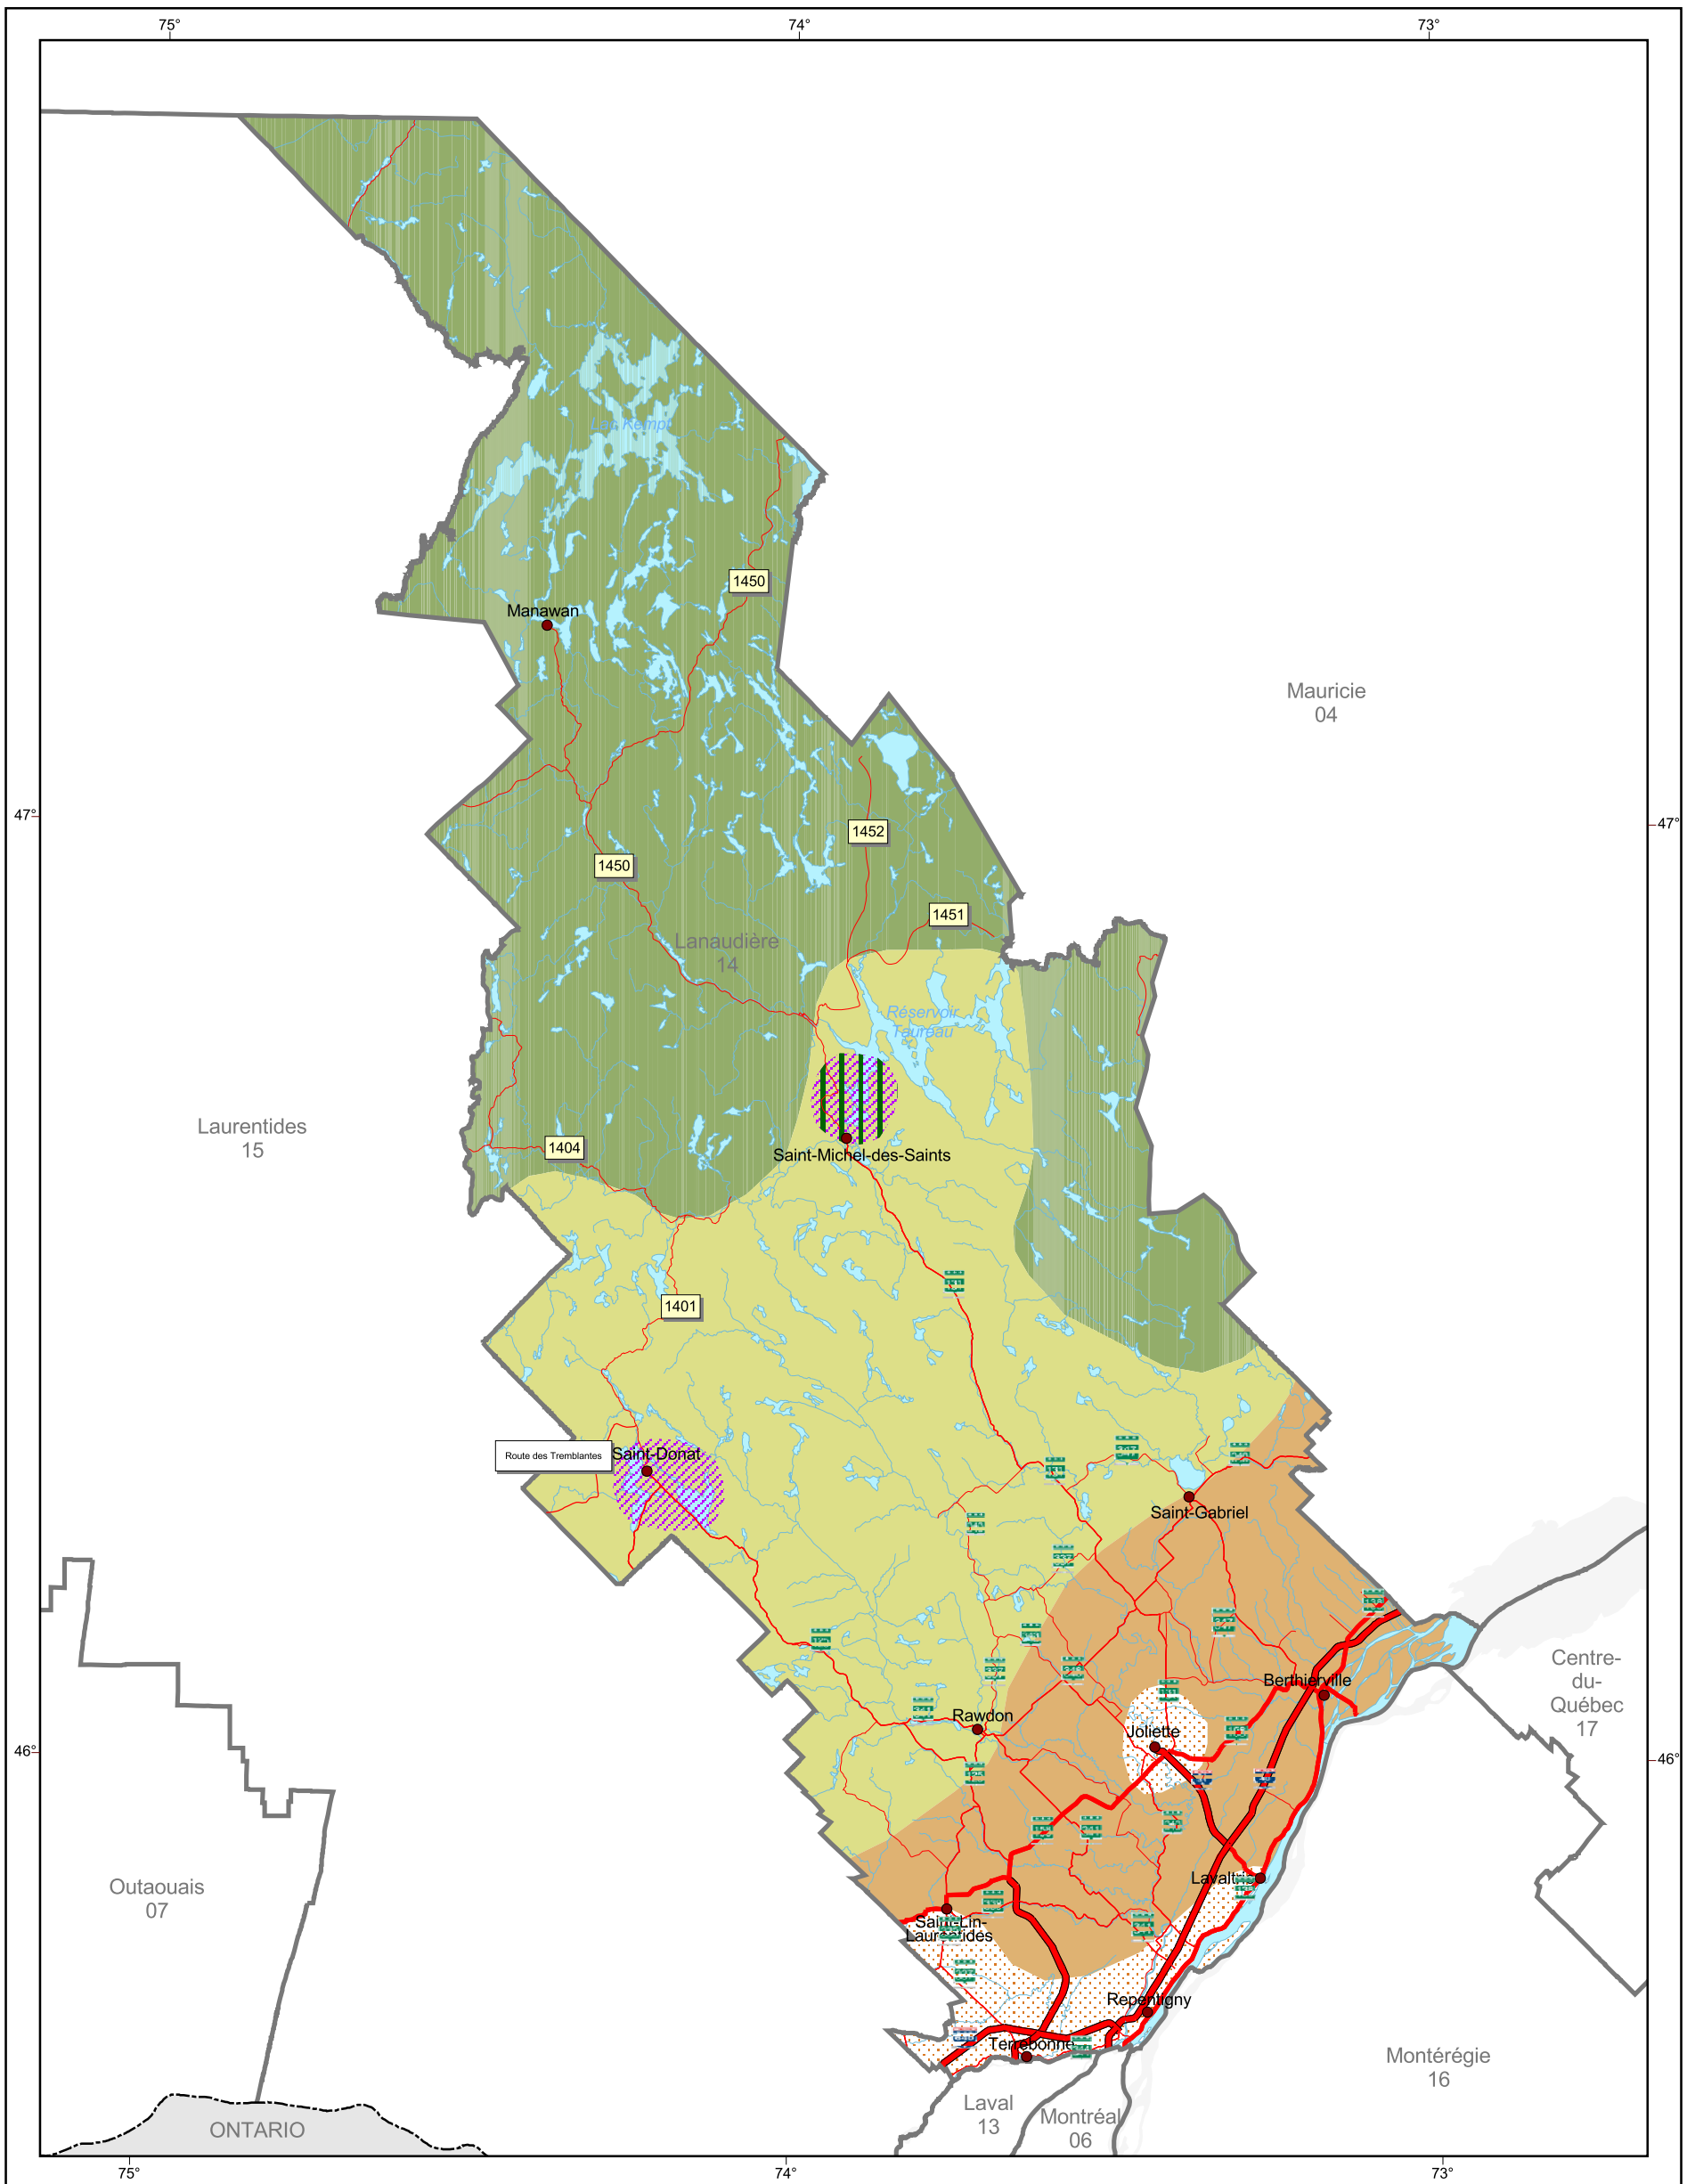 75°
74°
73°
Lac Kempt
1450
Manawan
Mauricie
04
47°
47°
1452
1450
1451
Lanaudière
14
Réservoir
Taureau
Laurentides
15
1404
Saint-Michel-des-Saints
1401
Route des Tremblantes
Saint-Donat
Saint-Gabriel
Centre-
du-
Québec
17
Berthierville
Rawdon
Joliette
46°
46°
Outaouais
07
Lavaltrie
Saint-Lin-
Laurentides
Repentigny
Terrebonne
Montérégie
16
Laval
13
Montréal
06
ONTARIO
75°
74°
73°